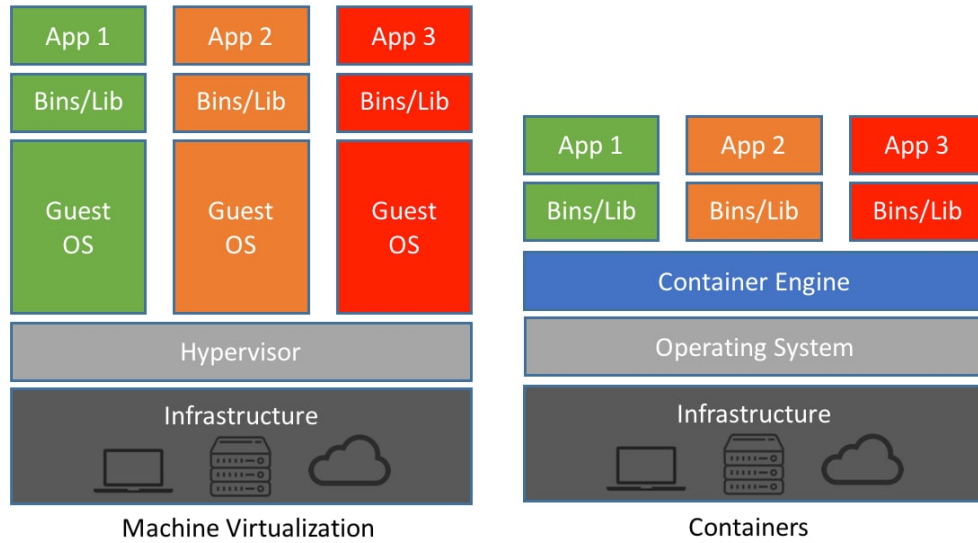 App 1
App 2
App 3
Bins/Lib
Bins/Lib
Bins/Lib
Guest
OS
Guest
OS
Guest
OS
Hypervisor
Infrastructure
Machine Virtualization
App 1
App 2
App 3
Bins/Lib
Bins/Lib
Bins/Lib
Container Engine
Operating System
Infrastructure
Containers